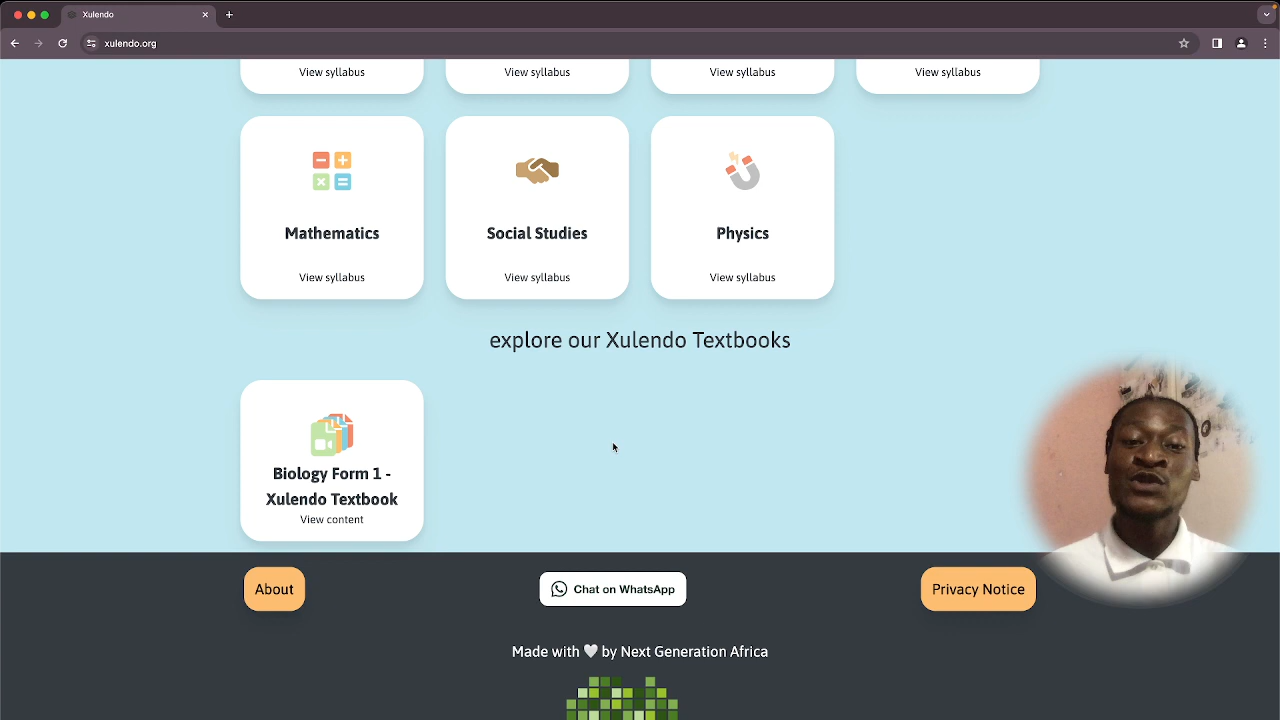 Xulendo
xulendo.org
View syllabus
View syllabus
View syllabus
View syllabus
Mathematics
Social Studies
Physics
View syllabus
View syllabus
View syllabus
explore our Xulendo Textbooks
Biology Form 1 -
Xulendo Textbook
View content
About
Chat on WhatsApp
Privacy Notice
Made with 🤍 by Next Generation Africa